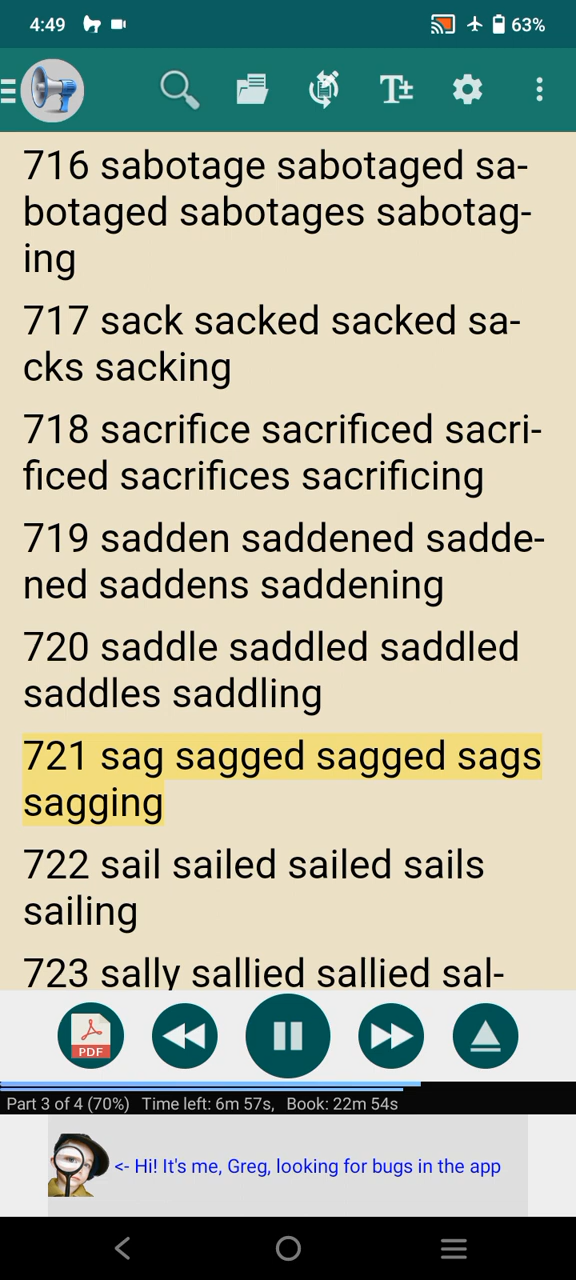 4:49
63%
T±
716 sabotage sabotaged sa-
botaged sabotages sabotag-
ing
717 sack sacked sacked sa-
cks sacking
718 sacrifice sacrificed sacri-
ficed sacrifices sacrificing
719 sadden saddened sadde-
ned saddens saddening
720 saddle saddled saddled
saddles saddling
721 sag sagged sagged sags
sagging
722 sail sailed sailed sails
sailing
723 sally sallied sallied sal-
PDF
Part 3 of 4 (70%) Time left: 6m 57s, Book: 22m 54s
<- Hi! It's me, Greg, looking for bugs in the app